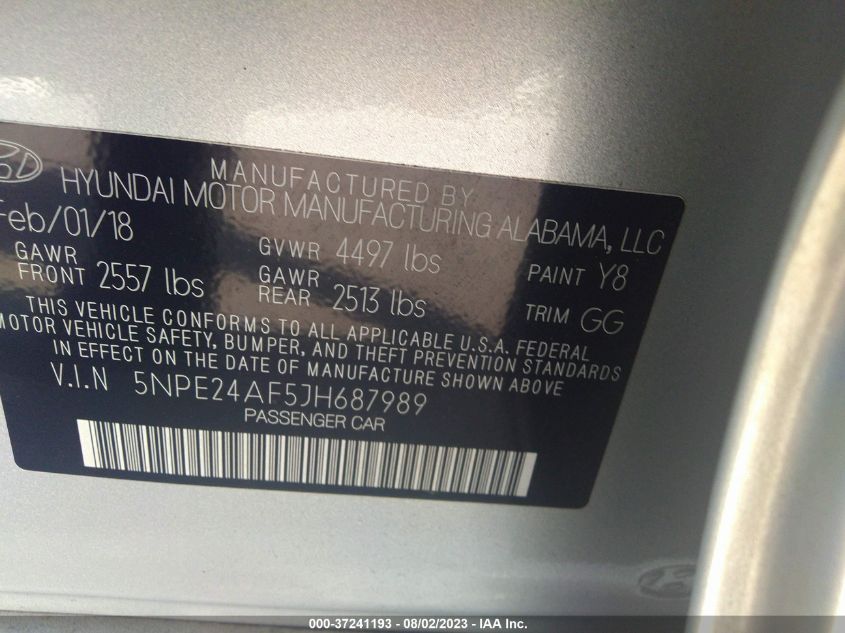 MANUFACTURED BY
HYUNDAI MOTOR MANUFACTURING ALABAMA, LLC
Feb/01/18
GAWR FRONT 2557 lbs
GVWR 4497 lbs
GAWR REAR 2513 lbs
PAINT Y8
TRIM GG
THIS VEHICLE CONFORMS TO ALL APPLICABLE U.S.A. FEDERAL
MOTOR VEHICLE SAFETY, BUMPER, AND THEFT PREVENTION STANDARDS
IN EFFECT ON THE DATE OF MANUFACTURE SHOWN ABOVE
V.I.N 5NPE24AF5JH687989
PASSENGER CAR
000-37241193 - 08/02/2023 - IAA Inc.